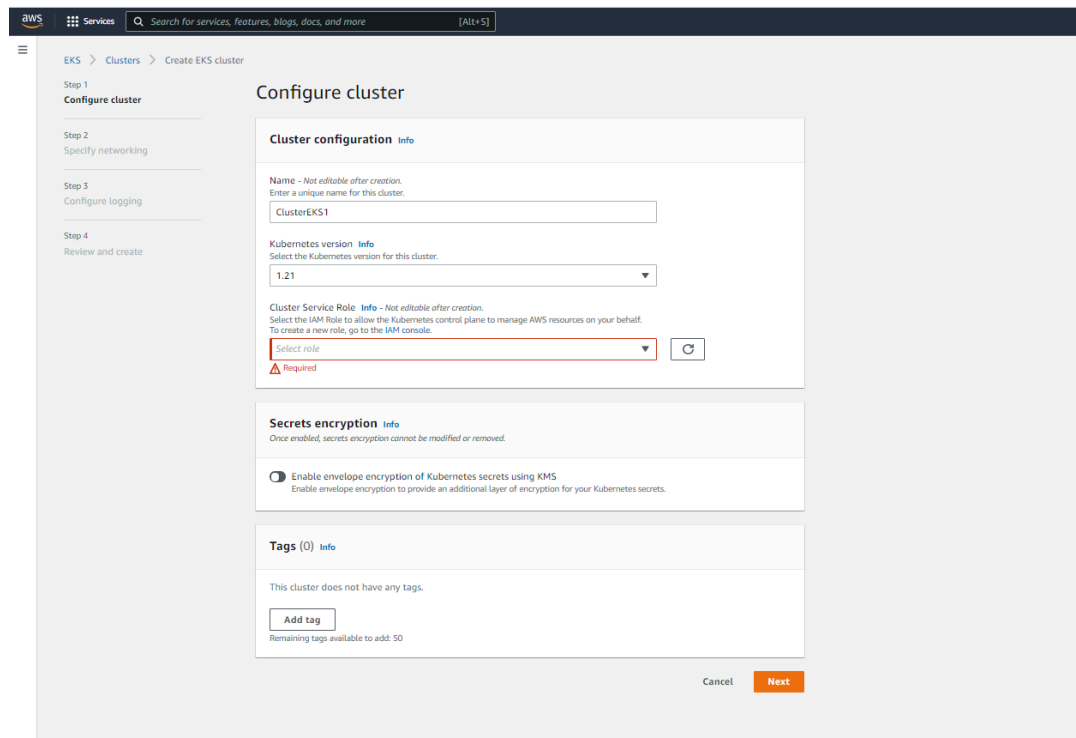 aws
Services
Search for services, features, blogs, docs, and more [Alt+S]
EKS > Clusters > Create EKS cluster
Step 1
Configure cluster
Step 2
Specify networking
Step 3
Configure logging
Step 4
Review and create
Configure cluster
Cluster configuration Info
Name - Not editable after creation.
Enter a unique name for this cluster.
ClusterEKS1
Kubernetes version Info
Select the Kubernetes version for this cluster.
1.21
Cluster Service Role Info - Not editable after creation.
Select the IAM Role to allow the Kubernetes control plane to manage AWS resources on your behalf.
To create a new role, go to the IAM console.
Select role
Required
Secrets encryption Info
Once enabled, secrets encryption cannot be modified or removed.
Enable envelope encryption of Kubernetes secrets using KMS
Enable envelope encryption to provide an additional layer of encryption for your Kubernetes secrets.
Tags (0) Info
This cluster does not have any tags.
Add tag
Remaining tags available to add: 50
Cancel
Next